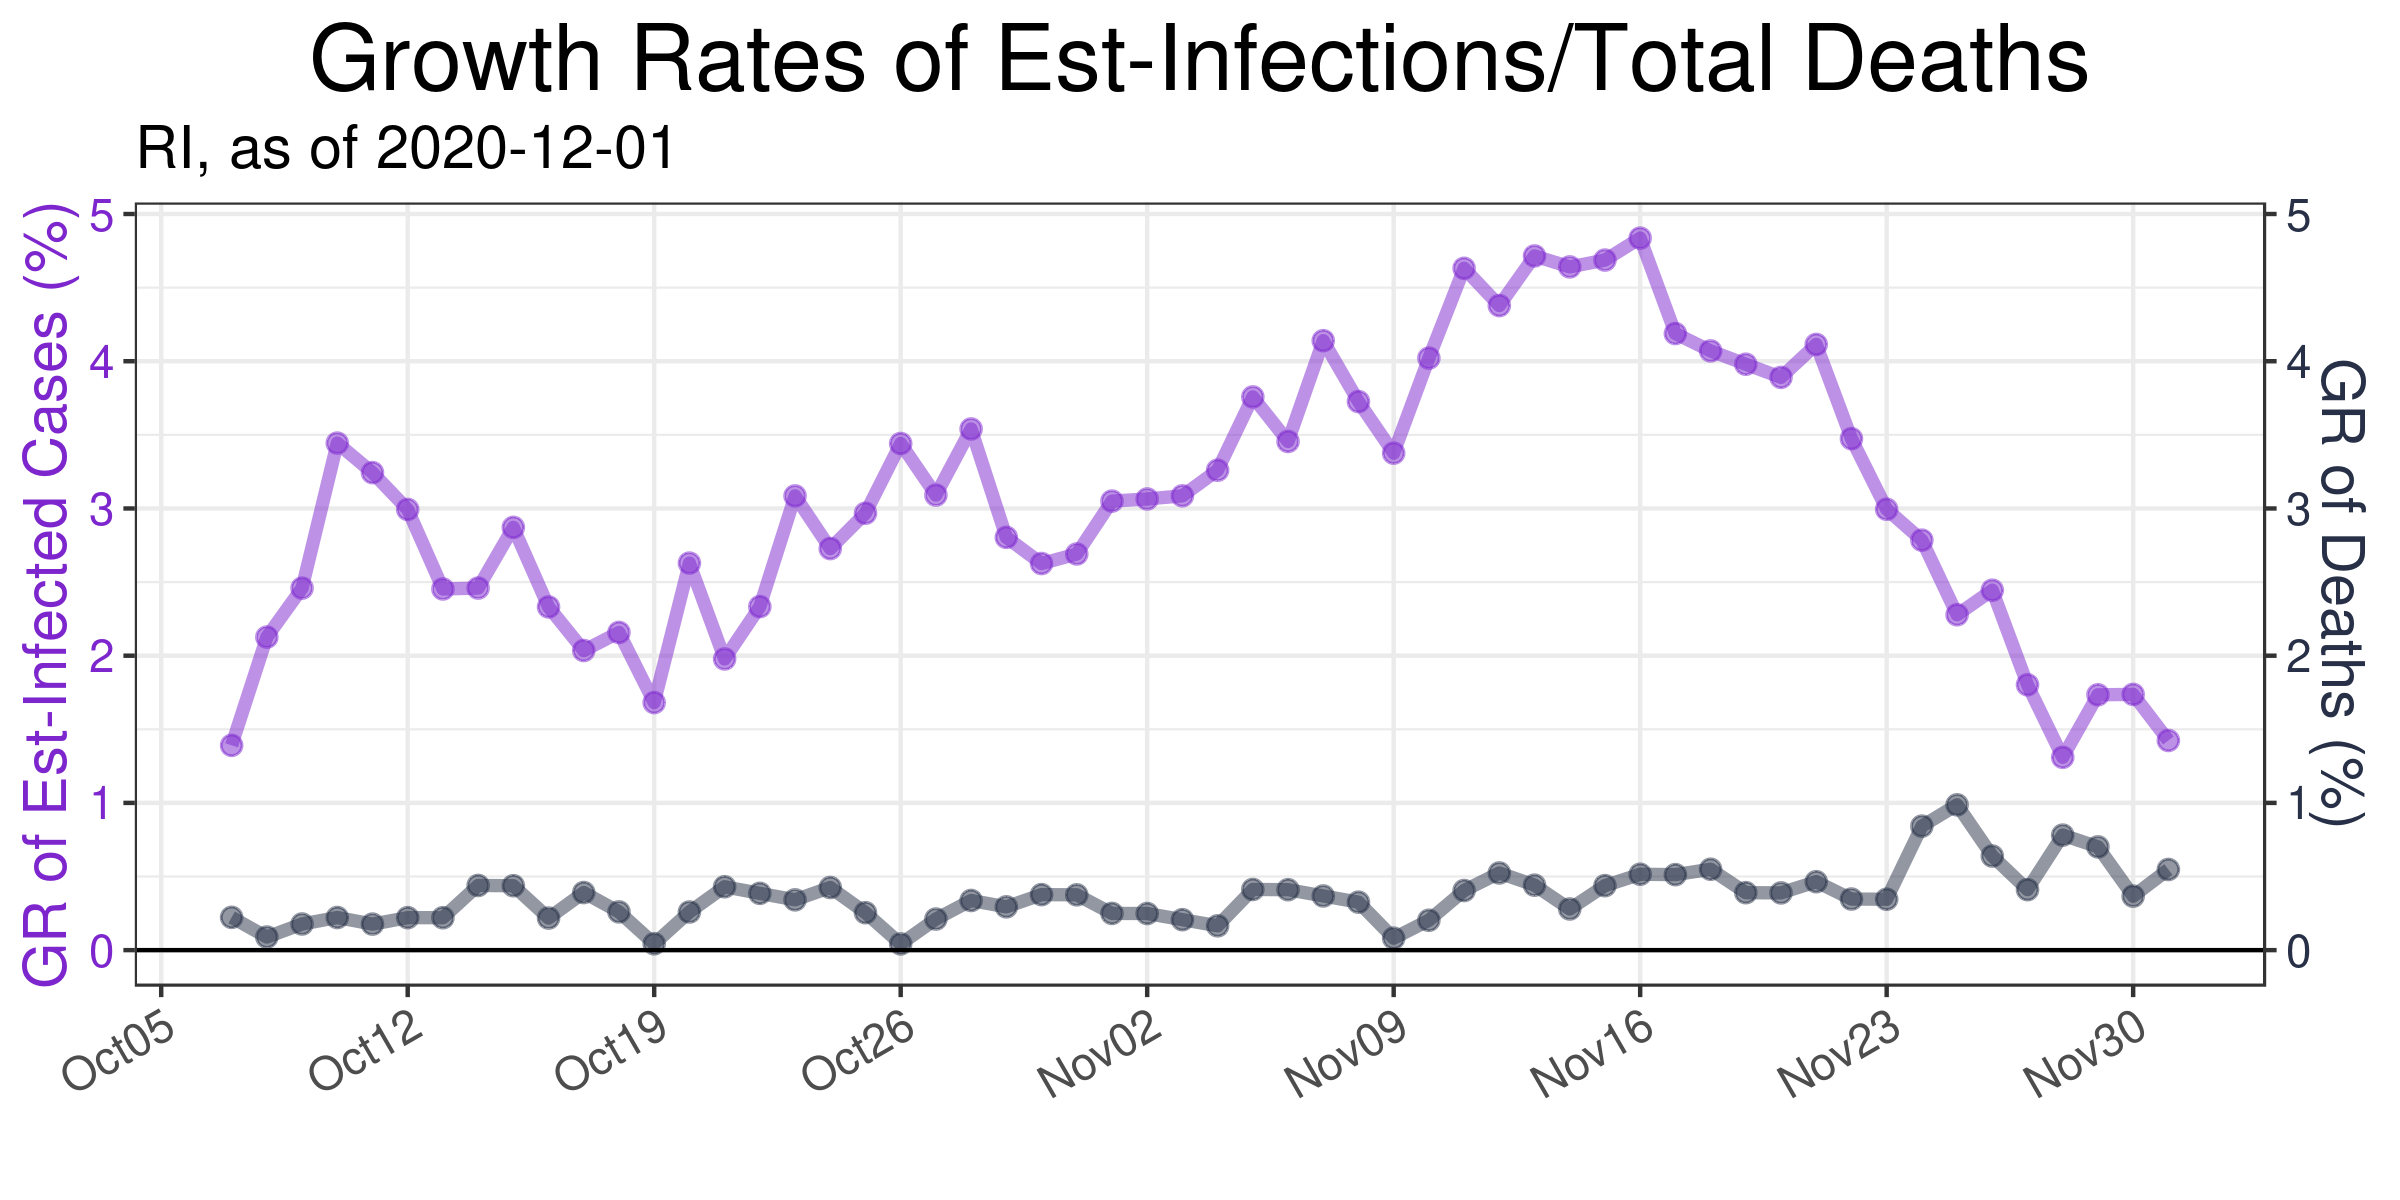 Growth Rates of Est-Infections/Total Deaths
RI, as of 2020-12-01
GR of Est-Infected Cases (%)
5
4
3
2
1
0
5
4
3
2
1
0
GR of Deaths (%)
Oct05
Oct12
Oct19
Oct26
Nov02
Nov09
Nov16
Nov23
Nov30